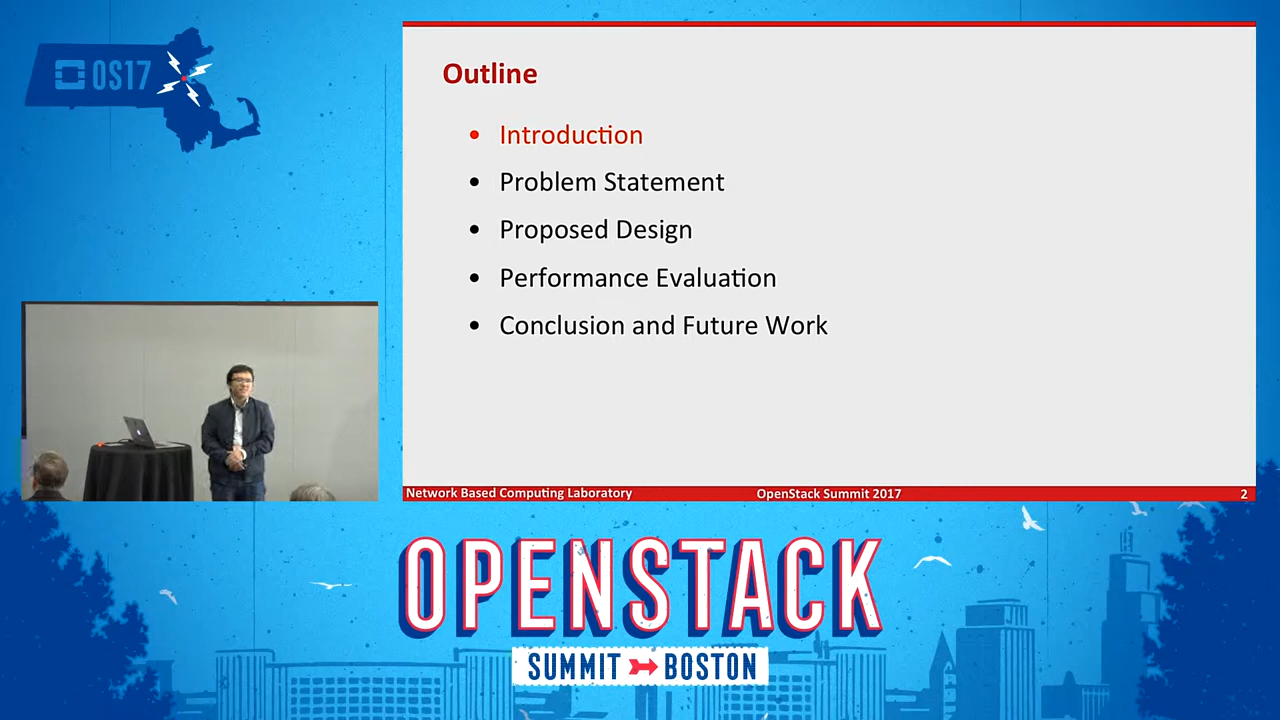 OS17
Outline
• Introduction
• Problem Statement
• Proposed Design
• Performance Evaluation
• Conclusion and Future Work
Network Based Computing Laboratory
OpenStack Summit 2017
2
OPENSTACK
SUMMIT BOSTON